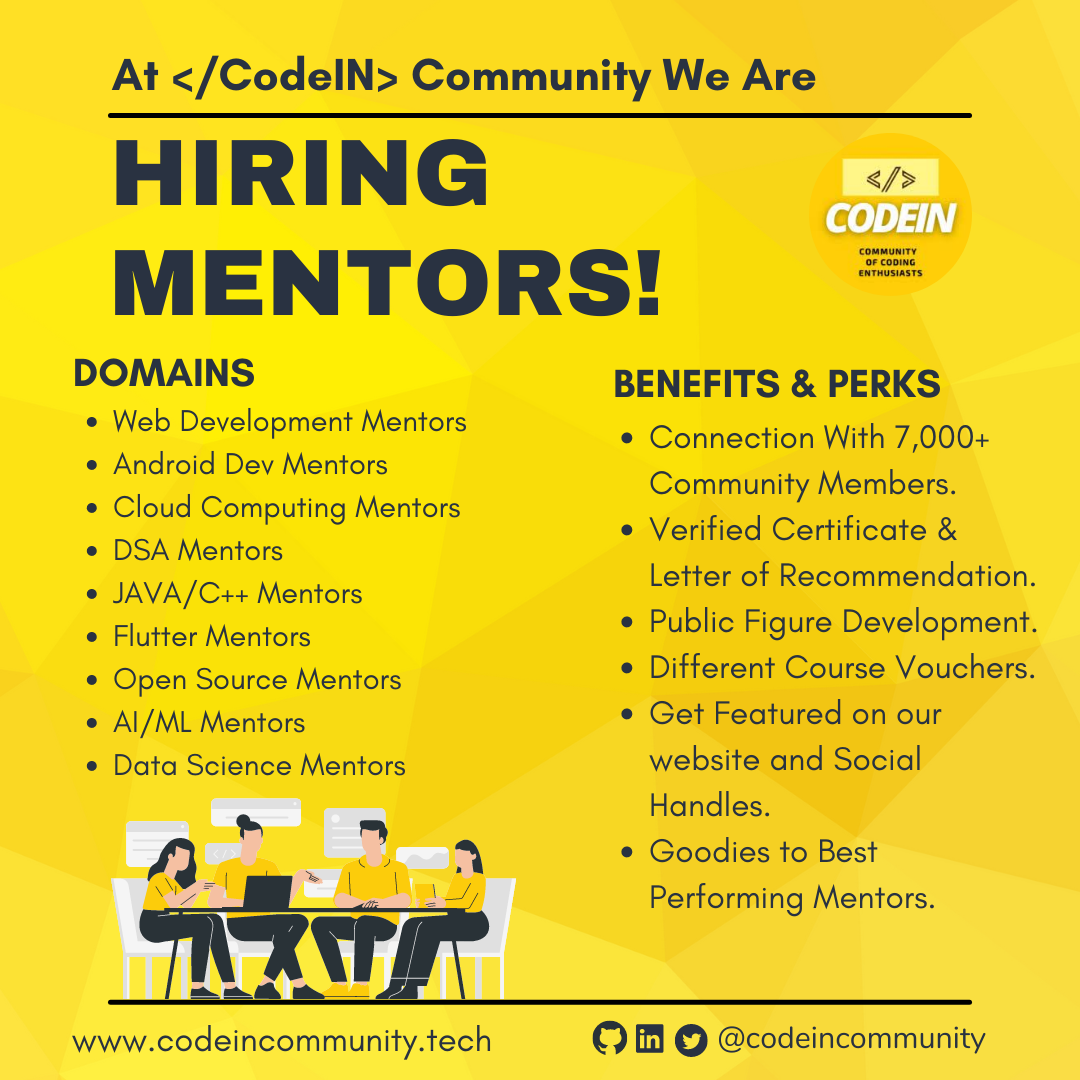 At </CodeIN> Community We Are
HIRING
MENTORS!
</>
CODEIN
COMMUNITY
OF CODING
ENTHUSIASTS
DOMAINS
• Web Development Mentors
• Android Dev Mentors
• Cloud Computing Mentors
• DSA Mentors
• JAVA/C++ Mentors
• Flutter Mentors
• Open Source Mentors
• AI/ML Mentors
• Data Science Mentors
BENEFITS & PERKS
• Connection With 7,000+
Community Members.
• Verified Certificate &
Letter of Recommendation.
• Public Figure Development.
• Different Course Vouchers.
• Get Featured on our
website and Social
Handles.
• Goodies to Best
Performing Mentors.
</>
www.codeincommunity.tech
in
@codeincommunity